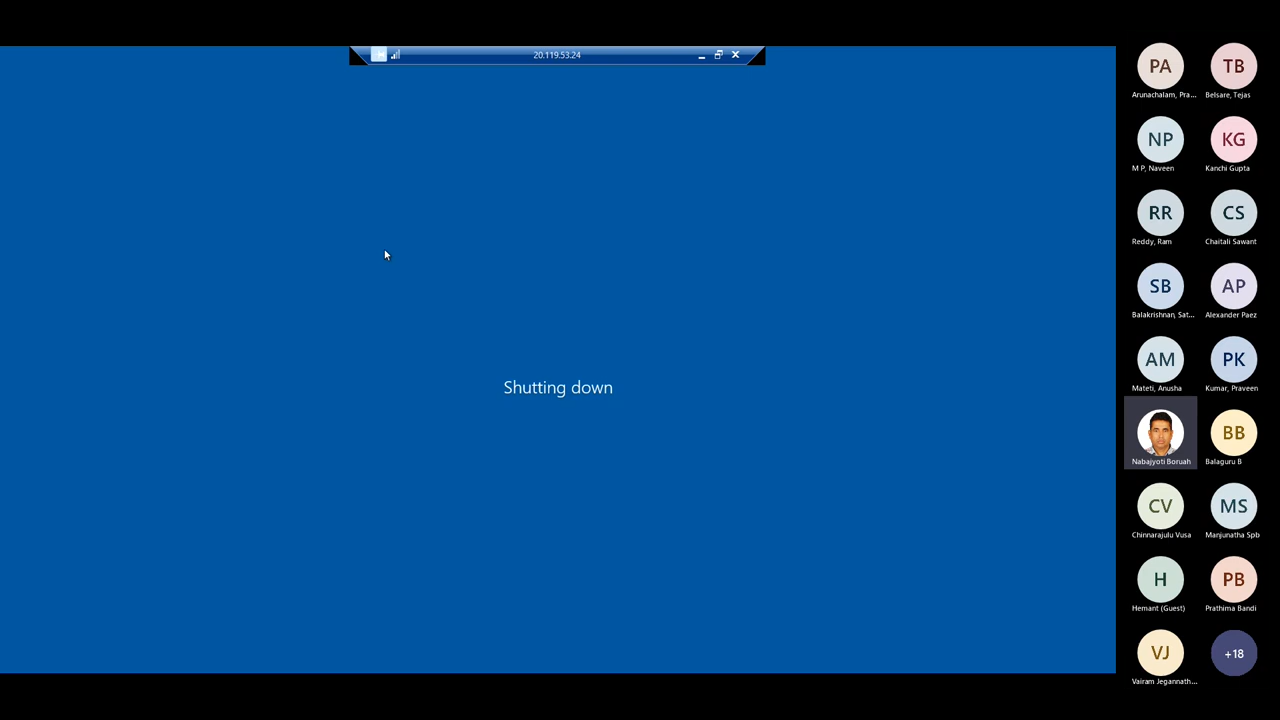 20.119.53.24
Shutting down
PA
TB
Arunachalam, Pra...
Belsare, Tejas
NP
KG
M P, Naveen
Kanchi Gupta
RR
CS
Reddy, Ram
Chaitali Sawant
SB
AP
Balakrishnan, Sat...
Alexander Paez
AM
PK
Mateti, Anusha
Kumar, Praveen
BB
Nabajyoti Boruah
Balaguru B
CV
MS
Chinnarajulu Vusa
Manjunatha Spb
H
PB
Hemant (Guest)
Prathima Bandi
VJ
+18
Vairam Jegannath...